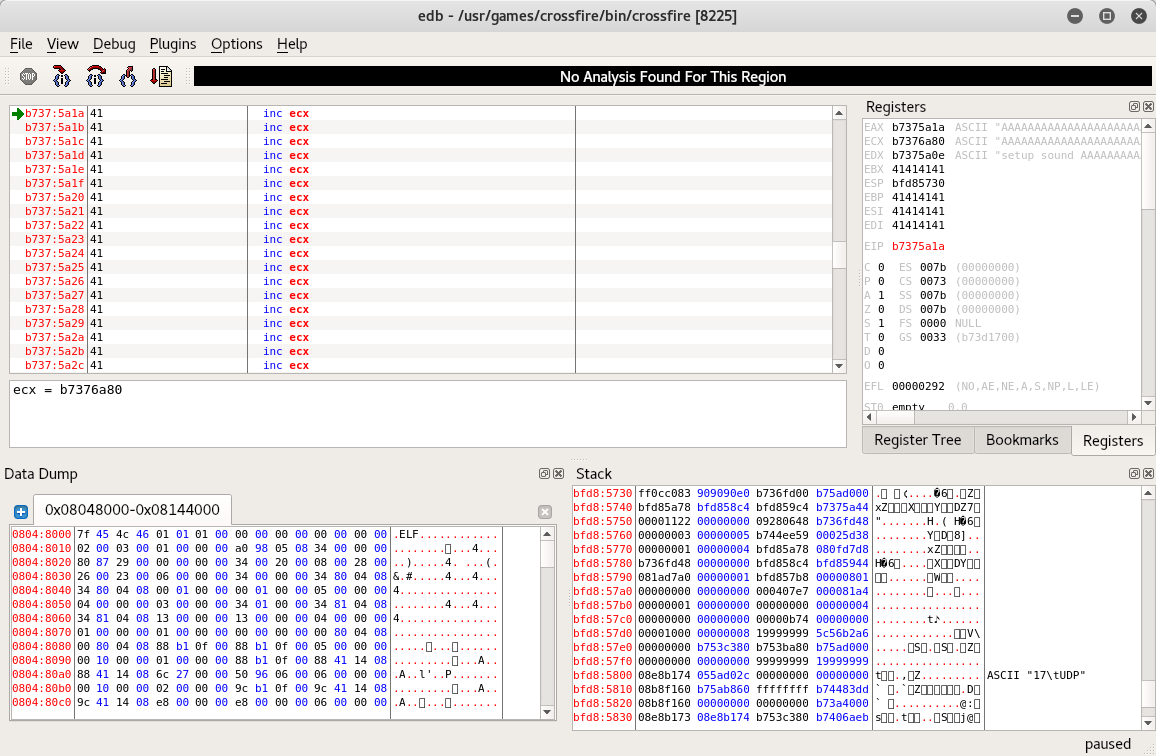 edb - /usr/games/crossfire/bin/crossfire [8225]
File View Debug Plugins Options Help
STOP
No Analysis Found For This Region
b737:5a1a 41 inc ecx
b737:5a1b 41 inc ecx
b737:5a1c 41 inc ecx
b737:5a1d 41 inc ecx
b737:5a1e 41 inc ecx
b737:5a1f 41 inc ecx
b737:5a20 41 inc ecx
b737:5a21 41 inc ecx
b737:5a22 41 inc ecx
b737:5a23 41 inc ecx
b737:5a24 41 inc ecx
b737:5a25 41 inc ecx
b737:5a26 41 inc ecx
b737:5a27 41 inc ecx
b737:5a28 41 inc ecx
b737:5a29 41 inc ecx
b737:5a2a 41 inc ecx
b737:5a2b 41 inc ecx
b737:5a2c 41 inc ecx
ecx = b7376a80
Registers
EAX b7375a1a ASCII "AAAAAAAAAAAAAAAAAAAAAA
ECX b7376a80 ASCII "AAAAAAAAAAAAAAAAAAAAAA
EDX b7375a0e ASCII "setup sound AAAAAAAAA
EBX 41414141
ESP bfd85730
EBP 41414141
ESI 41414141
EDI 41414141
EIP b7375a1a
C 0 ES 007b (00000000)
P 0 CS 0073 (00000000)
A 1 SS 007b (00000000)
Z 0 DS 007b (00000000)
S 1 FS 0000 NULL
T 0 GS 0033 (b73d1700)
D 0
O 0
EFL 00000292 (NO,AE,NE,A,S,NP,L,LE)
ST0 empty 0.0
Register Tree Bookmarks Registers
Data Dump
0x08048000-0x08144000
0804:8000 7f 45 4c 46 01 01 01 00 00 00 00 00 00 00 00 00 .ELF............
0804:8010 02 00 03 00 01 00 00 00 a0 98 05 08 34 00 00 00
0804:8020 80 87 29 00 00 00 00 00 34 00 20 00 08 00 28 00
0804:8030 26 00 23 00 06 00 00 00 34 00 00 00 34 80 04 08
0804:8040 34 80 04 08 00 01 00 00 00 01 00 00 05 00 00 00
0804:8050 04 00 00 00 03 00 00 00 34 01 00 00 34 81 04 08
0804:8060 34 81 04 08 13 00 00 00 13 00 00 00 04 00 00 00
0804:8070 01 00 00 00 01 00 00 00 00 00 00 00 00 80 04 08
0804:8080 00 80 04 08 88 b1 0f 00 88 b1 0f 00 05 00 00 00
0804:8090 00 10 00 00 01 00 00 00 88 b1 0f 00 88 41 14 08
0804:80a0 88 41 14 08 6c 27 00 00 50 96 06 00 06 00 00 00
0804:80b0 00 10 00 00 02 00 00 00 9c b1 0f 00 9c 41 14 08
0804:80c0 9c 41 14 08 e8 00 00 00 e8 00 00 00 06 00 00 00
Stack
bfd8:5730 ff0cc083 909090e0 b736fd00 b75ad000
bfd8:5740 bfd85a78 bfd858c4 bfd859c4 b7375a44
bfd8:5750 00001122 00000000 09280648 b736fd48
bfd8:5760 00000003 00000005 b744ee59 00025d38
bfd8:5770 00000001 00000004 bfd85a78 080fd7d8
bfd8:5780 b736fd48 00000000 bfd858c4 bfd85944
bfd8:5790 081ad7a0 00000001 bfd857b8 00000801
bfd8:57a0 00000000 00000000 000407e7 000081a4
bfd8:57b0 00000001 00000000 00000000 00000004
bfd8:57c0 00000000 00000000 00000b74 00000000
bfd8:57d0 00001000 00000008 19999999 5c56b2a6
bfd8:57e0 00000000 b753c380 b753ba80 b75ad000
bfd8:57f0 00000000 00000000 99999999 19999999
bfd8:5800 08e8b174 055ad02c 00000000 00000000 ASCII "17\tUDP"
bfd8:5810 08b8f160 b75ab860 ffffffff b74483dd
bfd8:5820 08b8f160 00000000 00000000 b73a4000
bfd8:5830 08e8b173 08e8b174 b753c380 b7406aeb
paused